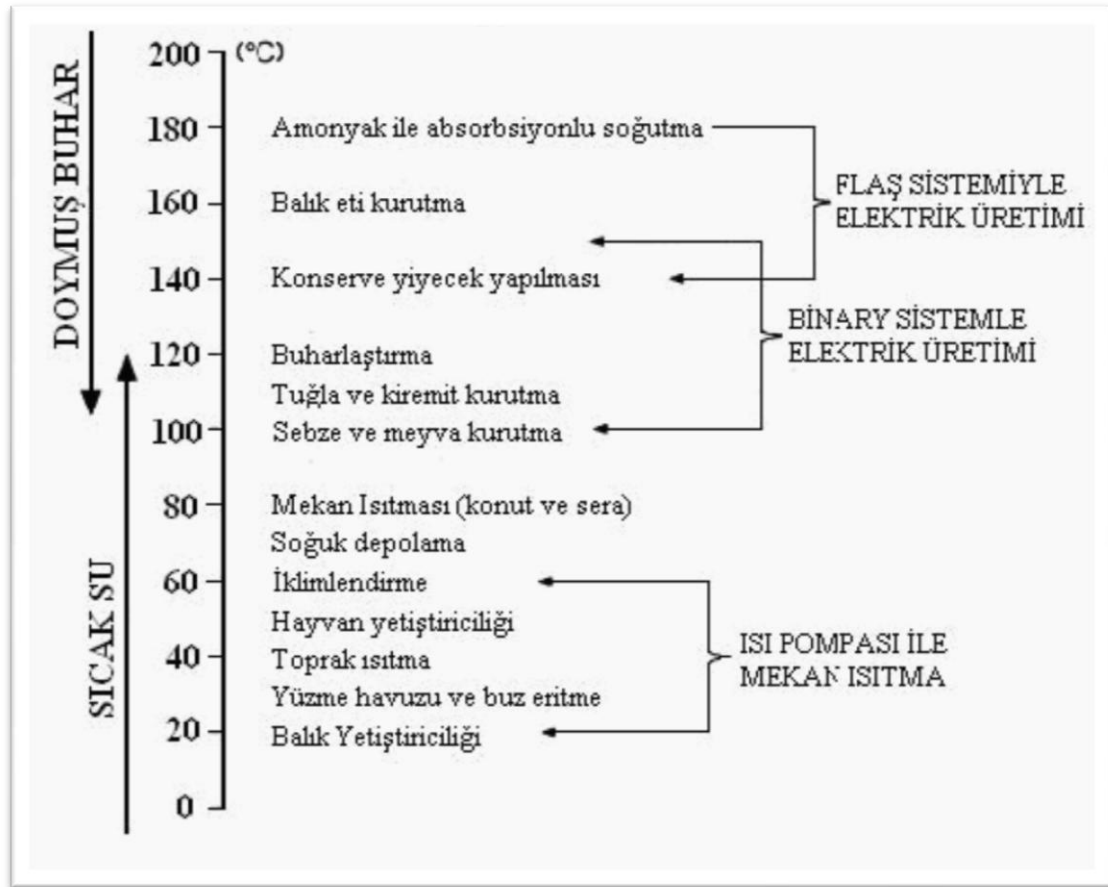 DOYMUŞ BUHAR
SICAK SU
200 (°C)
180 Amonyak ile absorbsiyonlu soğutma
160 Balık eti kurutma
140 Konserve yiyecek yapılması
120 Buharlaştırma
Tuğla ve kiremit kurutma
100 Sebze ve meyva kurutma
80 Mekan Isıtması (konut ve sera)
Soğuk depolama
60 İklimlendirme
Hayvan yetiştiriciliği
40 Toprak ısıtma
Yüzme havuzu ve buz eritme
20 Balık Yetiştiriciliği
0
FLAŞ SİSTEMİYLE
ELEKTRİK ÜRETİMİ
BİNARY SİSTEMLE
ELEKTRİK ÜRETİMİ
ISI POMPASI İLE
MEKAN ISITMA